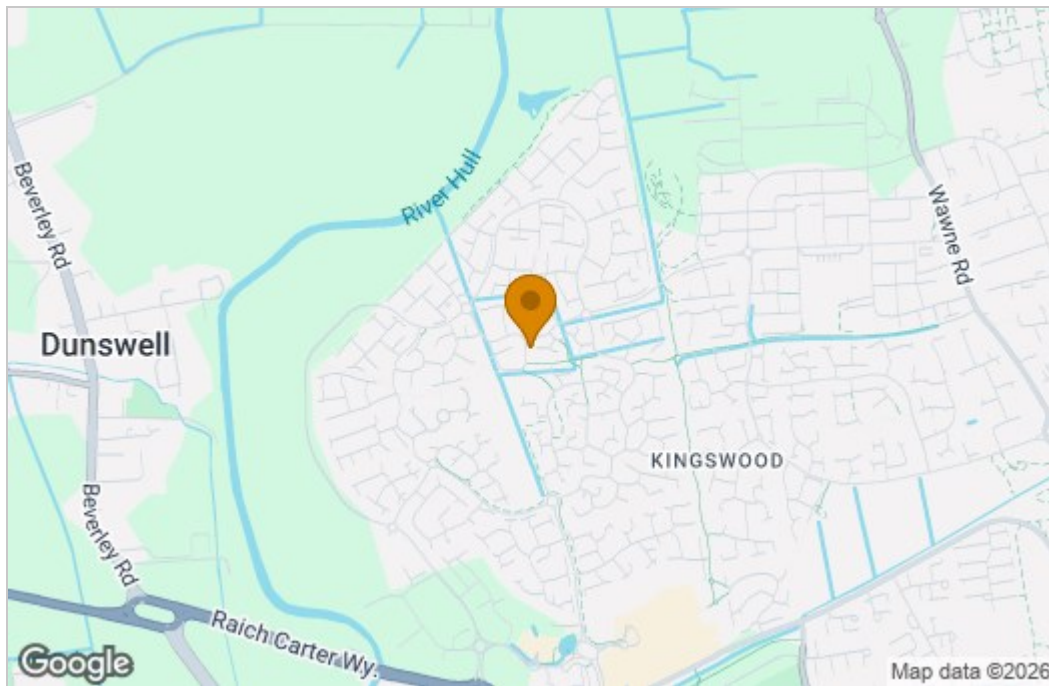 River Hull
Beverley Rd
Wawne Rd
Dunswell
KINGSWOOD
Beverley Rd
Raich Carter Wy.
Google
Map data ©2026